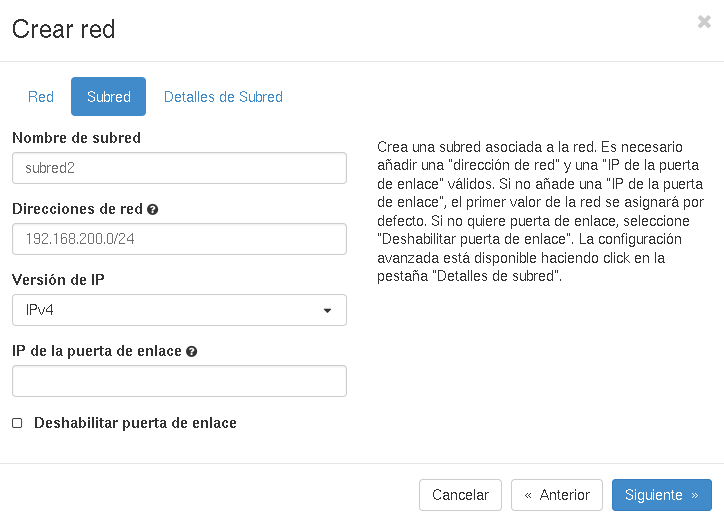 Crear red
Red
Subred
Detalles de Subred
Nombre de subred
subred2
Direcciones de red
192.168.200.0/24
Versión de IP
IPv4
IP de la puerta de enlace
Deshabilitar puerta de enlace
Crea una subred asociada a la red. Es necesario
añadir una "dirección de red" y una "IP de la puerta
de enlace" válidos. Si no añade una "IP de la puerta
de enlace", el primer valor de la red se asignará por
defecto. Si no quiere puerta de enlace, seleccione
"Deshabilitar puerta de enlace". La configuración
avanzada está disponible haciendo click en la
pestaña "Detalles de subred".
Cancelar
« Anterior
Siguiente »